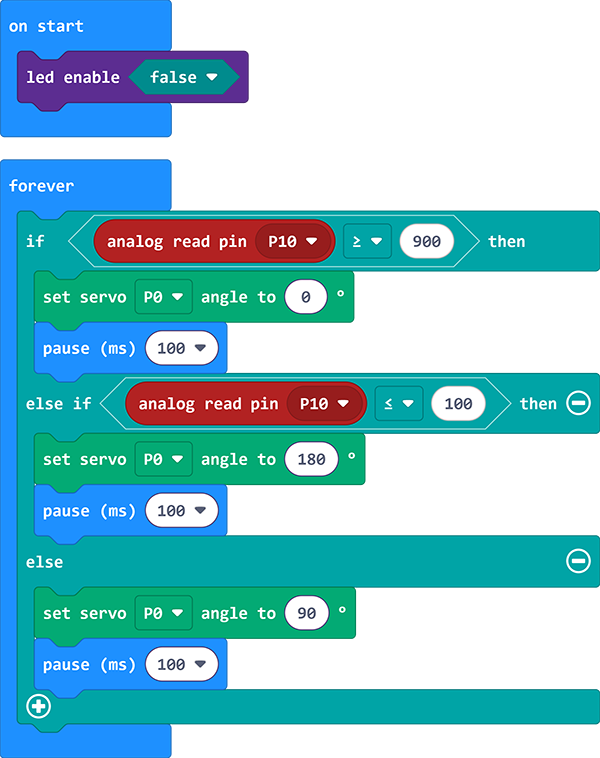 on start
led enable false
forever
if analog read pin P10 ≥ 900 then
set servo P0 angle to 0 °
pause (ms) 100
else if analog read pin P10 ≤ 100 then
set servo P0 angle to 180 °
pause (ms) 100
else
set servo P0 angle to 90 °
pause (ms) 100